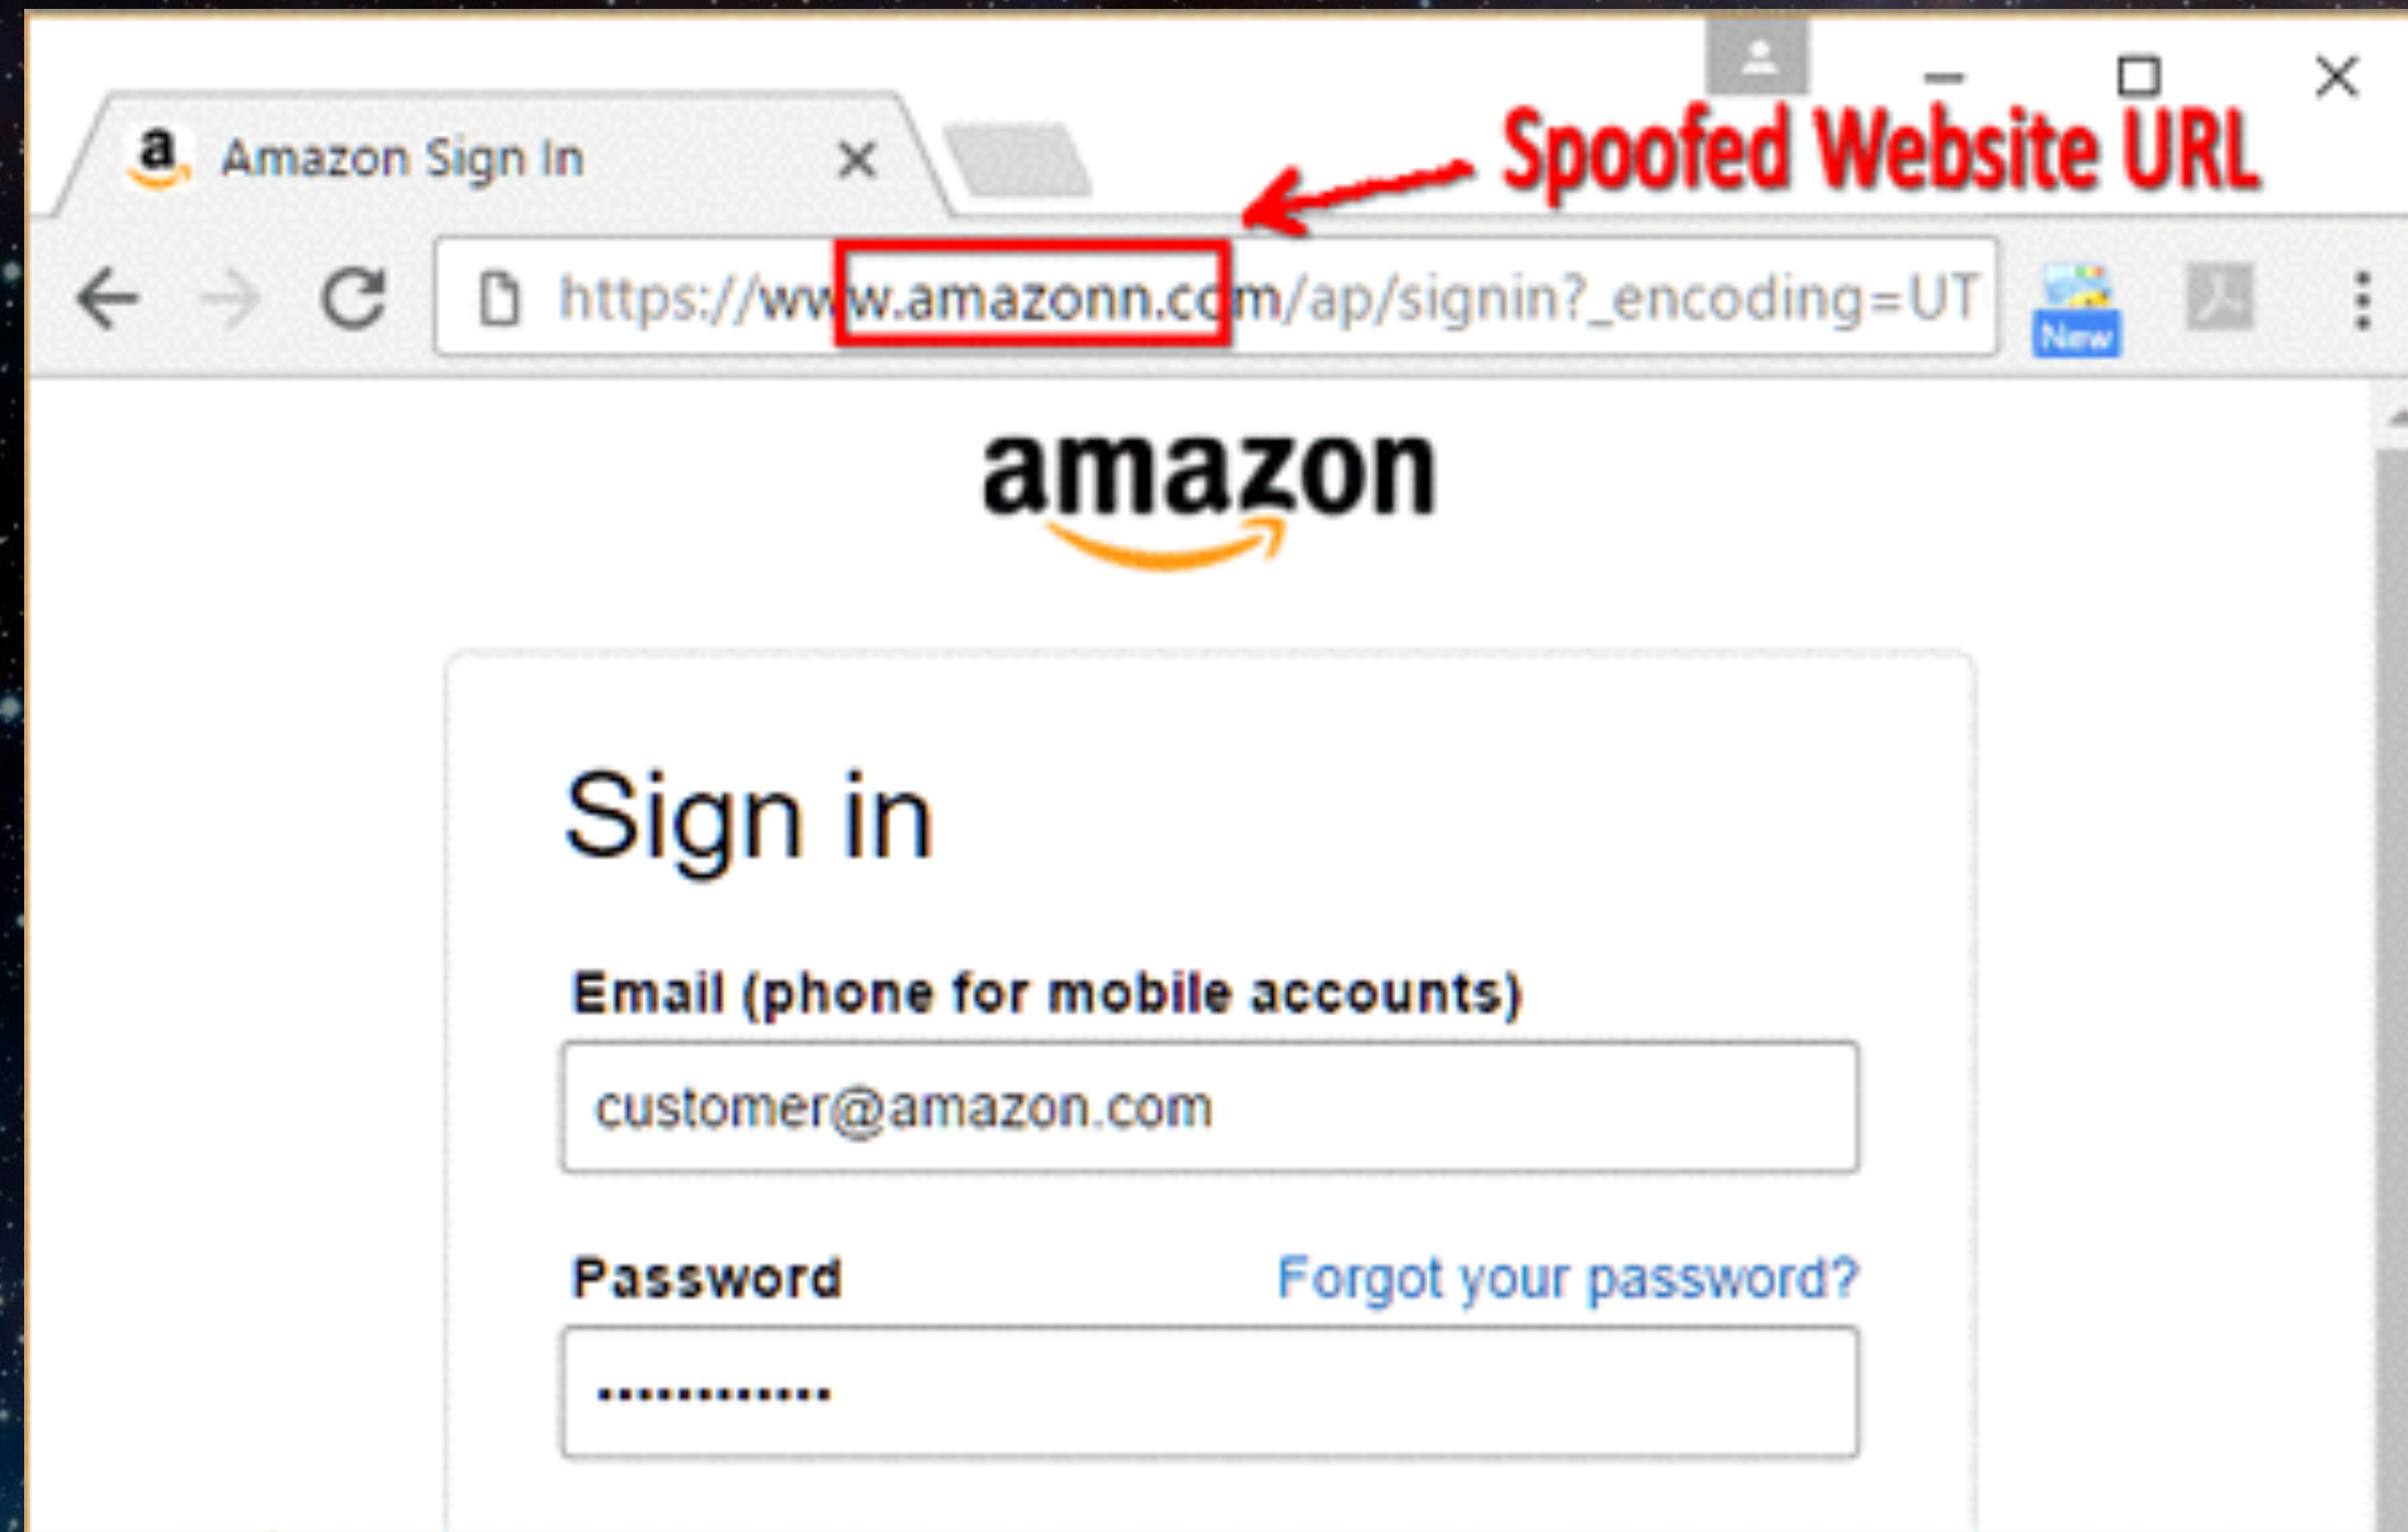 Amazon Sign In
Spoofed Website URL
https://www.amazonn.com/ap/signin?_encoding=UT
New
amazon
Sign in
Email (phone for mobile accounts)
customer@amazon.com
Password Forgot your password?
••••••••••••